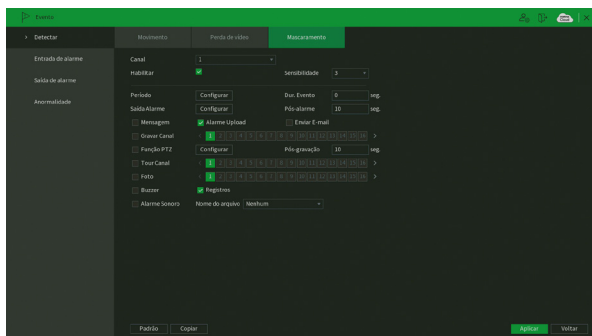 Evento
Detectar
Movimento
Perda de vídeo
Mascaramento
Entrada de alarme
Saída de alarme
Anormalidade
Canal 1
Habilitar Sensibilidade 3
Período Configurar Dur. Evento 0 seg.
Saída Alarme Configurar Pós-alarme 10 seg.
Mensagem Alarme Upload Enviar E-mail
Gravar Canal 1 2 3 4 5 6 7 8 9 10 11 12 13 14 15 16
Função PTZ Configurar Pós-gravação 10 seg.
Tour Canal 1 2 3 4 5 6 7 8 9 10 11 12 13 14 15 16
Foto 1 2 3 4 5 6 7 8 9 10 11 12 13 14 15 16
Buzzer Registros
Alarme Sonoro Nome do arquivo Nenhum
Padrão Copiar Aplicar Voltar